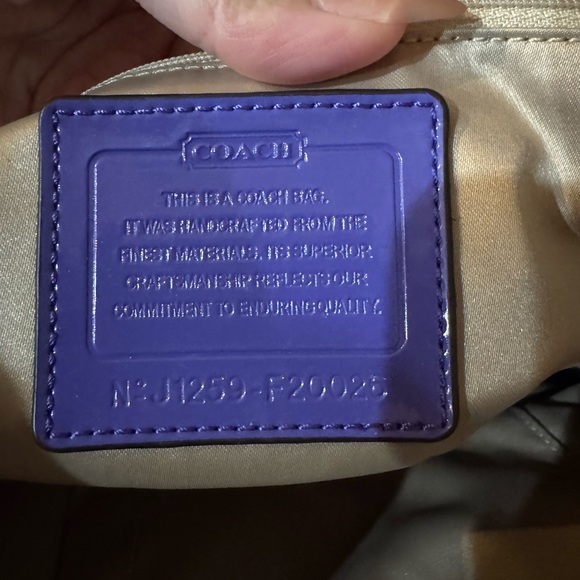 COACH
THIS IS A COACH BAG.
IT WAS HANDCRAFTED FROM THE
FINEST MATERIALS. ITS SUPERIOR
CRAFTSMANSHIP REFLECTS OUR
COMMITMENT TO ENDURING QUALITY.
Nº J1259-F20026